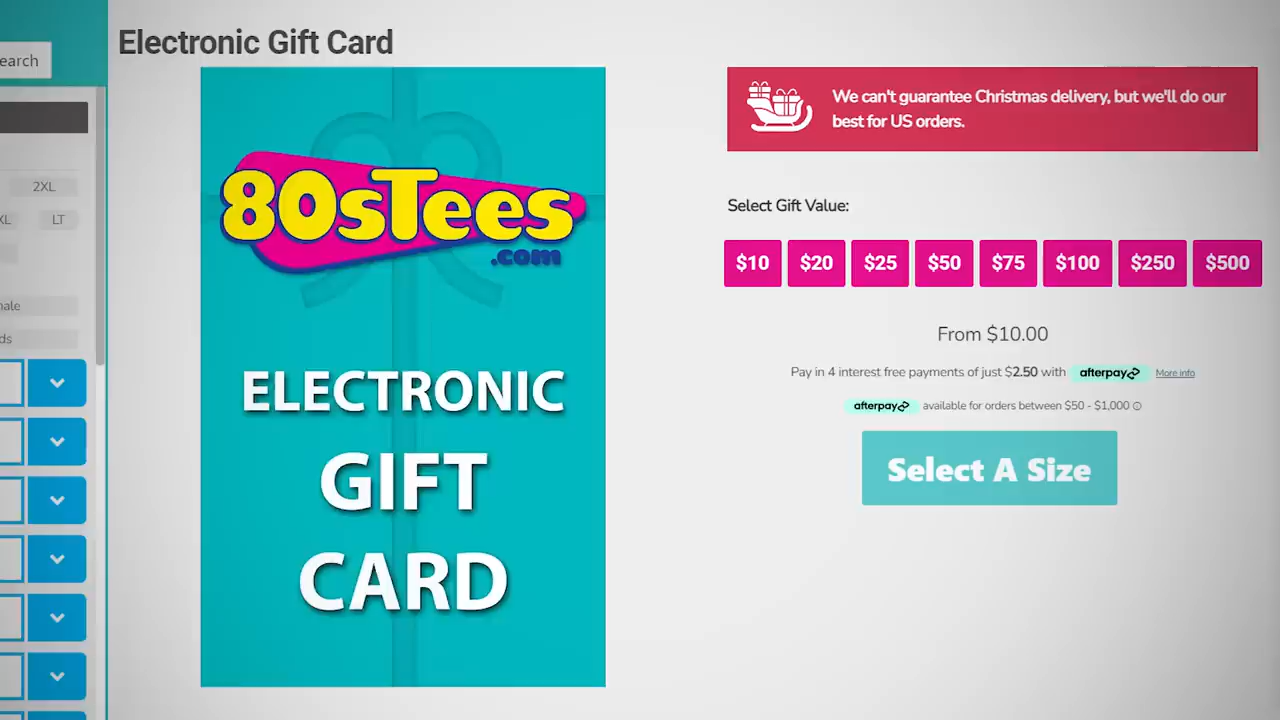 Electronic Gift Card
earch
2XL
XL
LT
nale
ds
80sTees
.com
ELECTRONIC
GIFT
CARD
We can't guarantee Christmas delivery, but we'll do our
best for US orders.
Select Gift Value:
$10 $20 $25 $50 $75 $100 $250 $500
From $10.00
Pay in 4 interest free payments of just $2.50 with afterpay More info
afterpay available for orders between $50 - $1,000
Select A Size